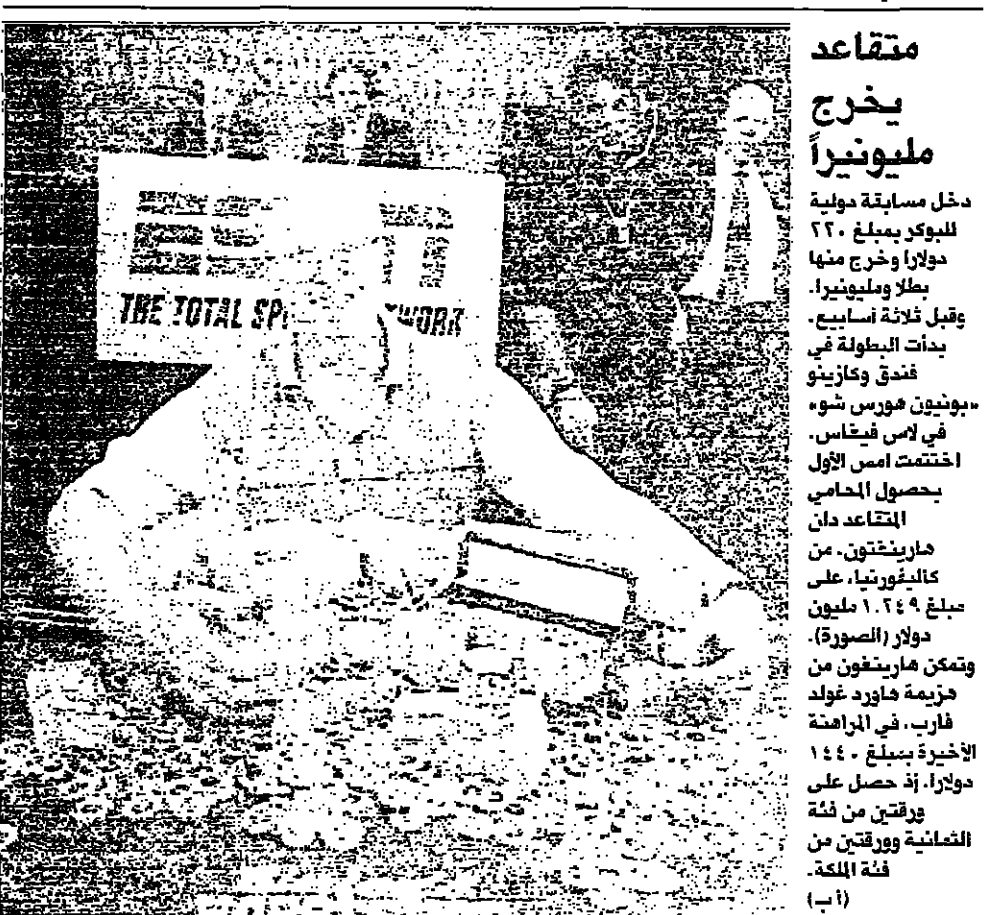 متقاعد
يخرج
مليونيراً
دخل مسابقة دولية
للبوكر بمبلغ ٢٢٠
دولارا وخرج منها
بطلا ومليونيرا.
وقبل ثلاثة أسابيع.
بدأت البطولة في
فندق وكازينو
«بونيون هورس شو»
في لاس فيغاس.
اختتمت امس الأول
بحصول المحامي
المتقاعد دان
هارينغتون، من
كاليفورنيا، على
مبلغ ١.٢٤٩ مليون
دولار (الصورة).
وتمكن هارينغون من
هزيمة هاورد غولد
فارب، في المراهنة
الأخيرة بمبلغ ١٤٤٠
دولارا. إذ حصل على
ورقتين من فئة
الثمانية وورقتين من
فئة الملكة.
(أ ب)
THE TOTAL SP WORK